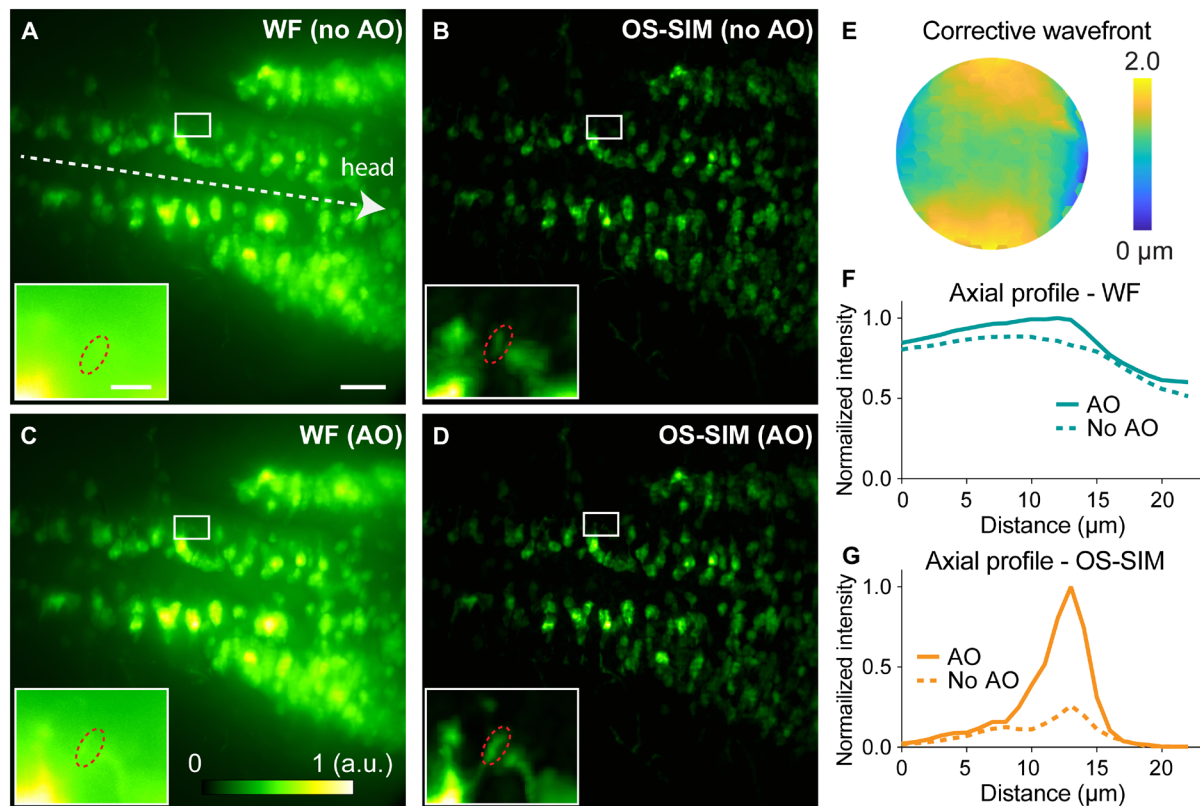 A
WF (no AO)
head
B
OS-SIM (no AO)
C
WF (AO)
0
1 (a.u.)
D
OS-SIM (AO)
E
Corrective wavefront
2.0
0 μm
F
Axial profile - WF
Normailized intensity
1.0
0.5
0.0
AO
No AO
0 5 10 15 20
Distance (μm)
G
Axial profile - OS-SIM
Normailized intensity
1.0
0.5
0.0
AO
No AO
0 5 10 15 20
Distance (μm)